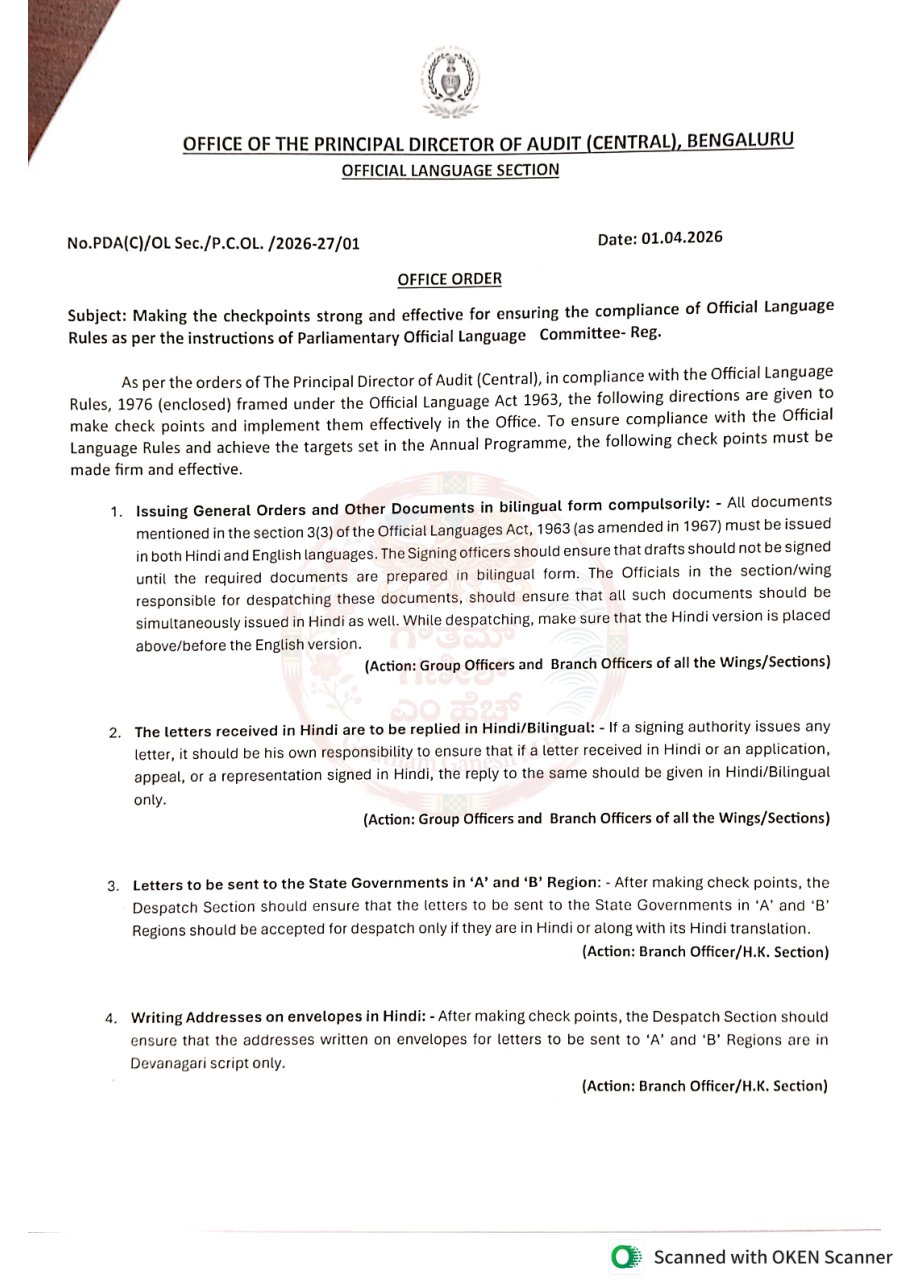 OFFICE OF THE PRINCIPAL DIRCETOR OF AUDIT (CENTRAL), BENGALURU
OFFICIAL LANGUAGE SECTION
No.PDA(C)/OL Sec./P.C.OL. /2026-27/01
Date: 01.04.2026
OFFICE ORDER
Subject: Making the checkpoints strong and effective for ensuring the compliance of Official Language
Rules as per the instructions of Parliamentary Official Language Committee- Reg.
As per the orders of The Principal Director of Audit (Central), in compliance with the Official Language
Rules, 1976 (enclosed) framed under the Official Language Act 1963, the following directions are given to
make check points and implement them effectively in the Office. To ensure compliance with the Official
Language Rules and achieve the targets set in the Annual Programme, the following check points must be
made firm and effective.
1. Issuing General Orders and Other Documents in bilingual form compulsorily: - All documents
mentioned in the section 3(3) of the Official Languages Act, 1963 (as amended in 1967) must be issued
in both Hindi and English languages. The Signing officers should ensure that drafts should not be signed
until the required documents are prepared in bilingual form. The Officials in the section/wing
responsible for despatching these documents, should ensure that all such documents should be
simultaneously issued in Hindi as well. While despatching, make sure that the Hindi version is placed
above/before the English version.
(Action: Group Officers and Branch Officers of all the Wings/Sections)
ಗೌತಮ್
ಗಣೇಶ್
ಎಂ ಹೆಚ್
Gautham Ganesh M H
2. The letters received in Hindi are to be replied in Hindi/Bilingual: - If a signing authority issues any
letter, it should be his own responsibility to ensure that if a letter received in Hindi or an application,
appeal, or a representation signed in Hindi, the reply to the same should be given in Hindi/Bilingual
only.
(Action: Group Officers and Branch Officers of all the Wings/Sections)
3. Letters to be sent to the State Governments in ‘A’ and ‘B’ Region: - After making check points, the
Despatch Section should ensure that the letters to be sent to the State Governments in ‘A’ and ‘B’
Regions should be accepted for despatch only if they are in Hindi or along with its Hindi translation.
(Action: Branch Officer/H.K. Section)
4. Writing Addresses on envelopes in Hindi: - After making check points, the Despatch Section should
ensure that the addresses written on envelopes for letters to be sent to ‘A’ and ‘B’ Regions are in
Devanagari script only.
(Action: Branch Officer/H.K. Section)
Scanned with OKEN Scanner